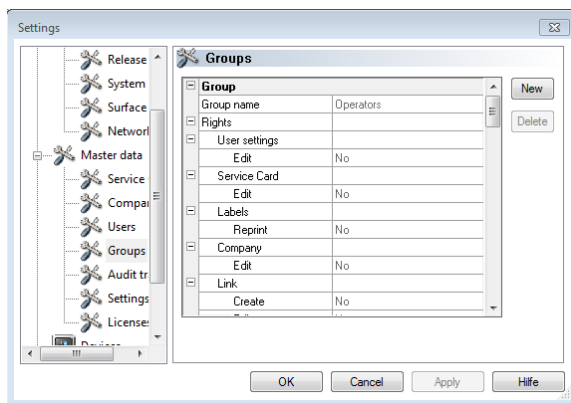 Settings
Release
System
Surface
Networl
Master data
Service
Compar
Users
Groups
Audit tr
Settings
License:
Groups
Group
Group name Operators
Rights
User settings
Edit No
Service Card
Edit No
Labels
Reprint No
Company
Edit No
Link
Create No
New
Delete
OK Cancel Apply Hilfe